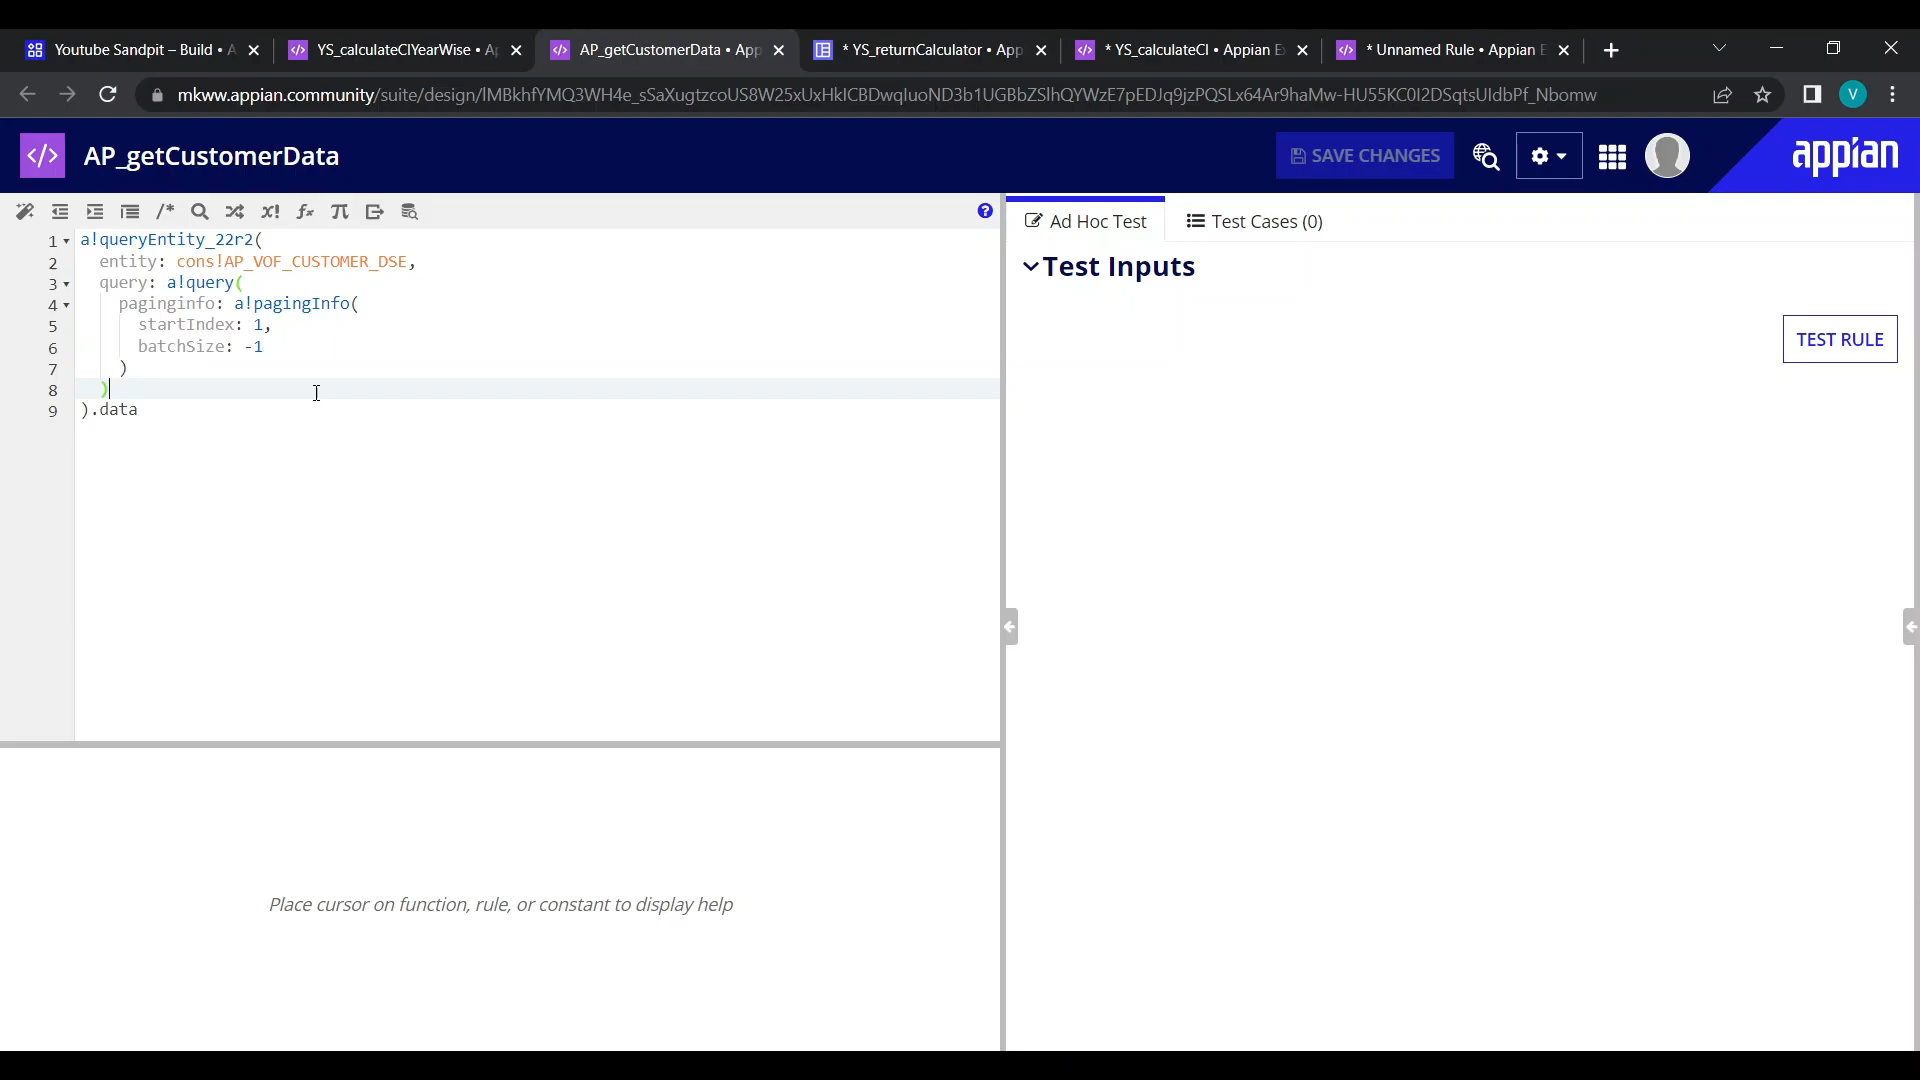 Youtube Sandpit – Build • A
YS_calculateCIYearWise • Ap
AP_getCustomerData • App
* YS_returnCalculator • App
* YS_calculateCI • Appian E
* Unnamed Rule • Appian E
mkww.appian.community/suite/design/
V
AP_getCustomerData
SAVE CHANGES
appian
Ad Hoc Test
Test Cases (0)
1 a!queryEntity_22r2(
2 entity: cons!AP_VOF_CUSTOMER_DSE,
3 query: a!query(
4 paginginfo: a!pagingInfo(
5 startIndex: 1,
6 batchSize: -1
7 )
8 )
9 ).data
Test Inputs
TEST RULE
Place cursor on function, rule, or constant to display help